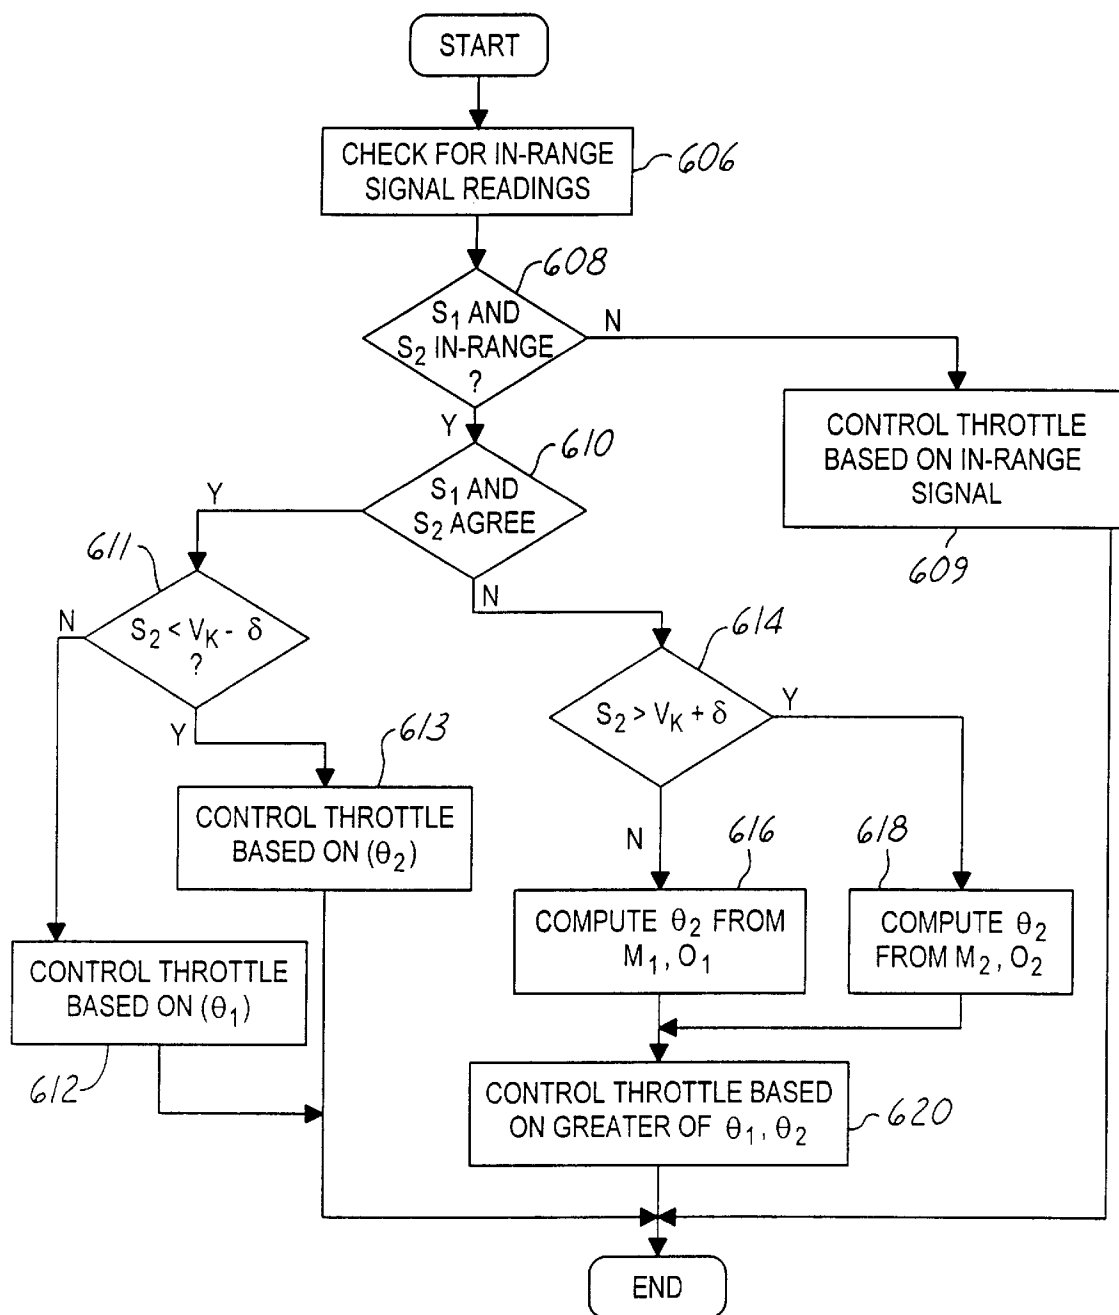 START
CHECK FOR IN-RANGE
SIGNAL READINGS
606
608
S₁ AND
S₂ IN-RANGE
?
N
Y
CONTROL THROTTLE
BASED ON IN-RANGE
SIGNAL
609
610
S₁ AND
S₂ AGREE
Y
N
611
S₂ < Vₖ - δ
?
N
Y
614
S₂ > Vₖ + δ
Y
N
613
CONTROL THROTTLE
BASED ON (θ₂)
616
COMPUTE θ₂ FROM
M₁, O₁
618
COMPUTE θ₂
FROM M₂, O₂
CONTROL THROTTLE
BASED ON (θ₁)
612
CONTROL THROTTLE BASED
ON GREATER OF θ₁, θ₂
620
END